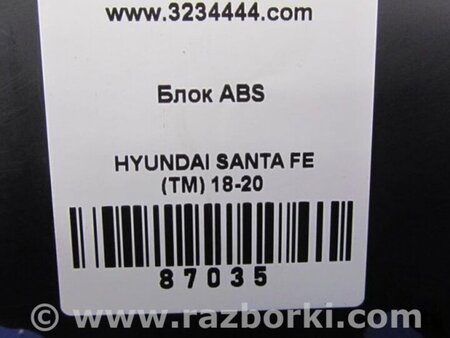 www.3234444.com
Блок ABS
HYUNDAI SANTA FE
(TM) 18-20
87035
© www.razborki.com